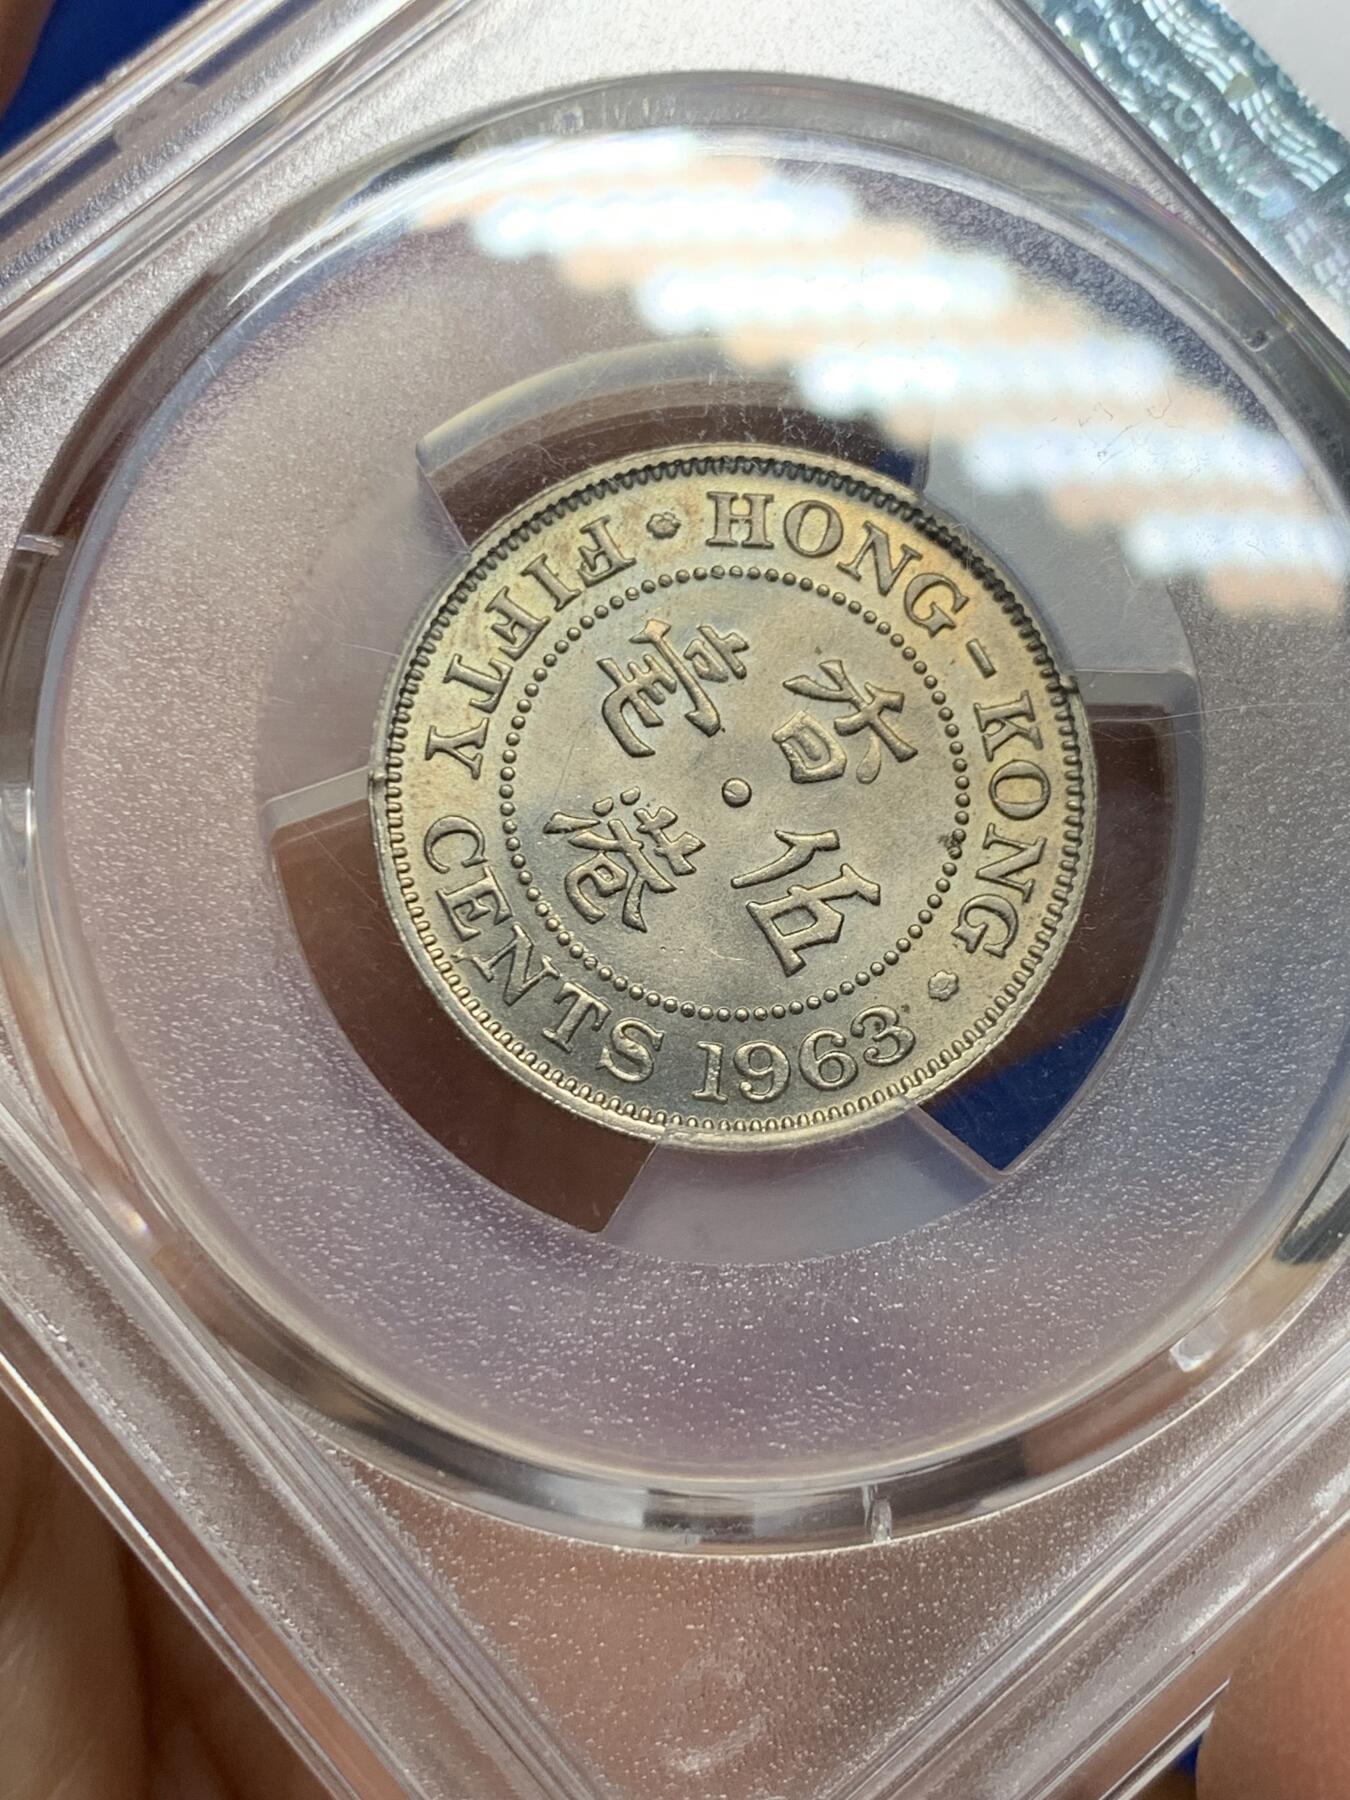 HONG-KONG
FIFTY CENTS 1963
香港
伍毫